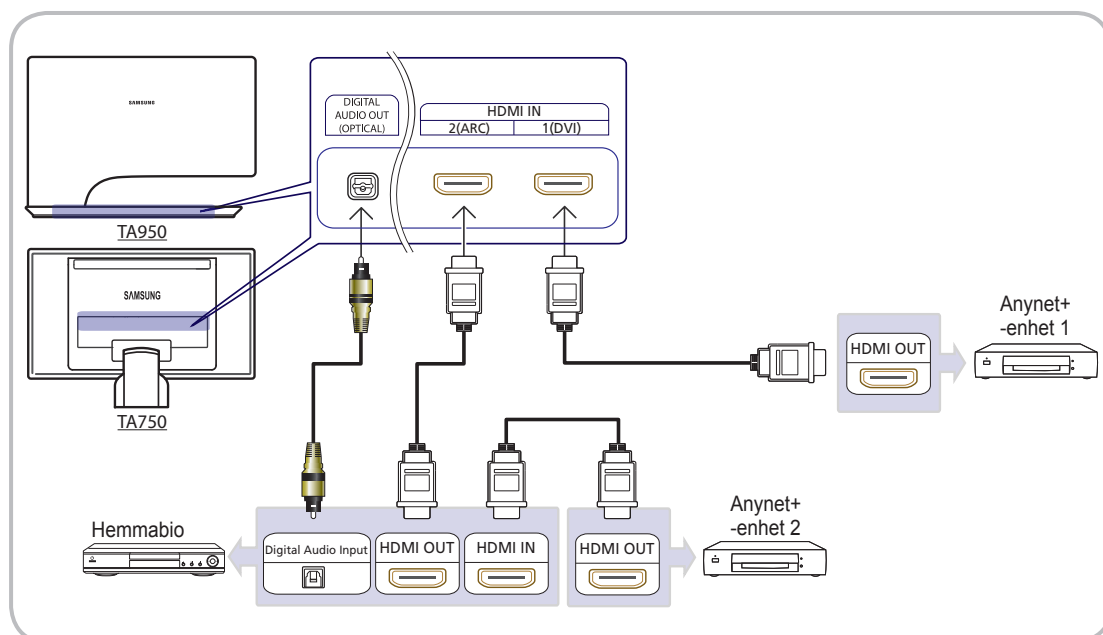 SAMSUNG
TA950
SAMSUNG
TA750
DIGITAL
AUDIO OUT
(OPTICAL)
HDMI IN
2(ARC)
1(DVI)
HDMI OUT
Anynet+
-enhet 1
Hemmabio
Digital Audio Input
HDMI OUT
HDMI IN
HDMI OUT
Anynet+
-enhet 2